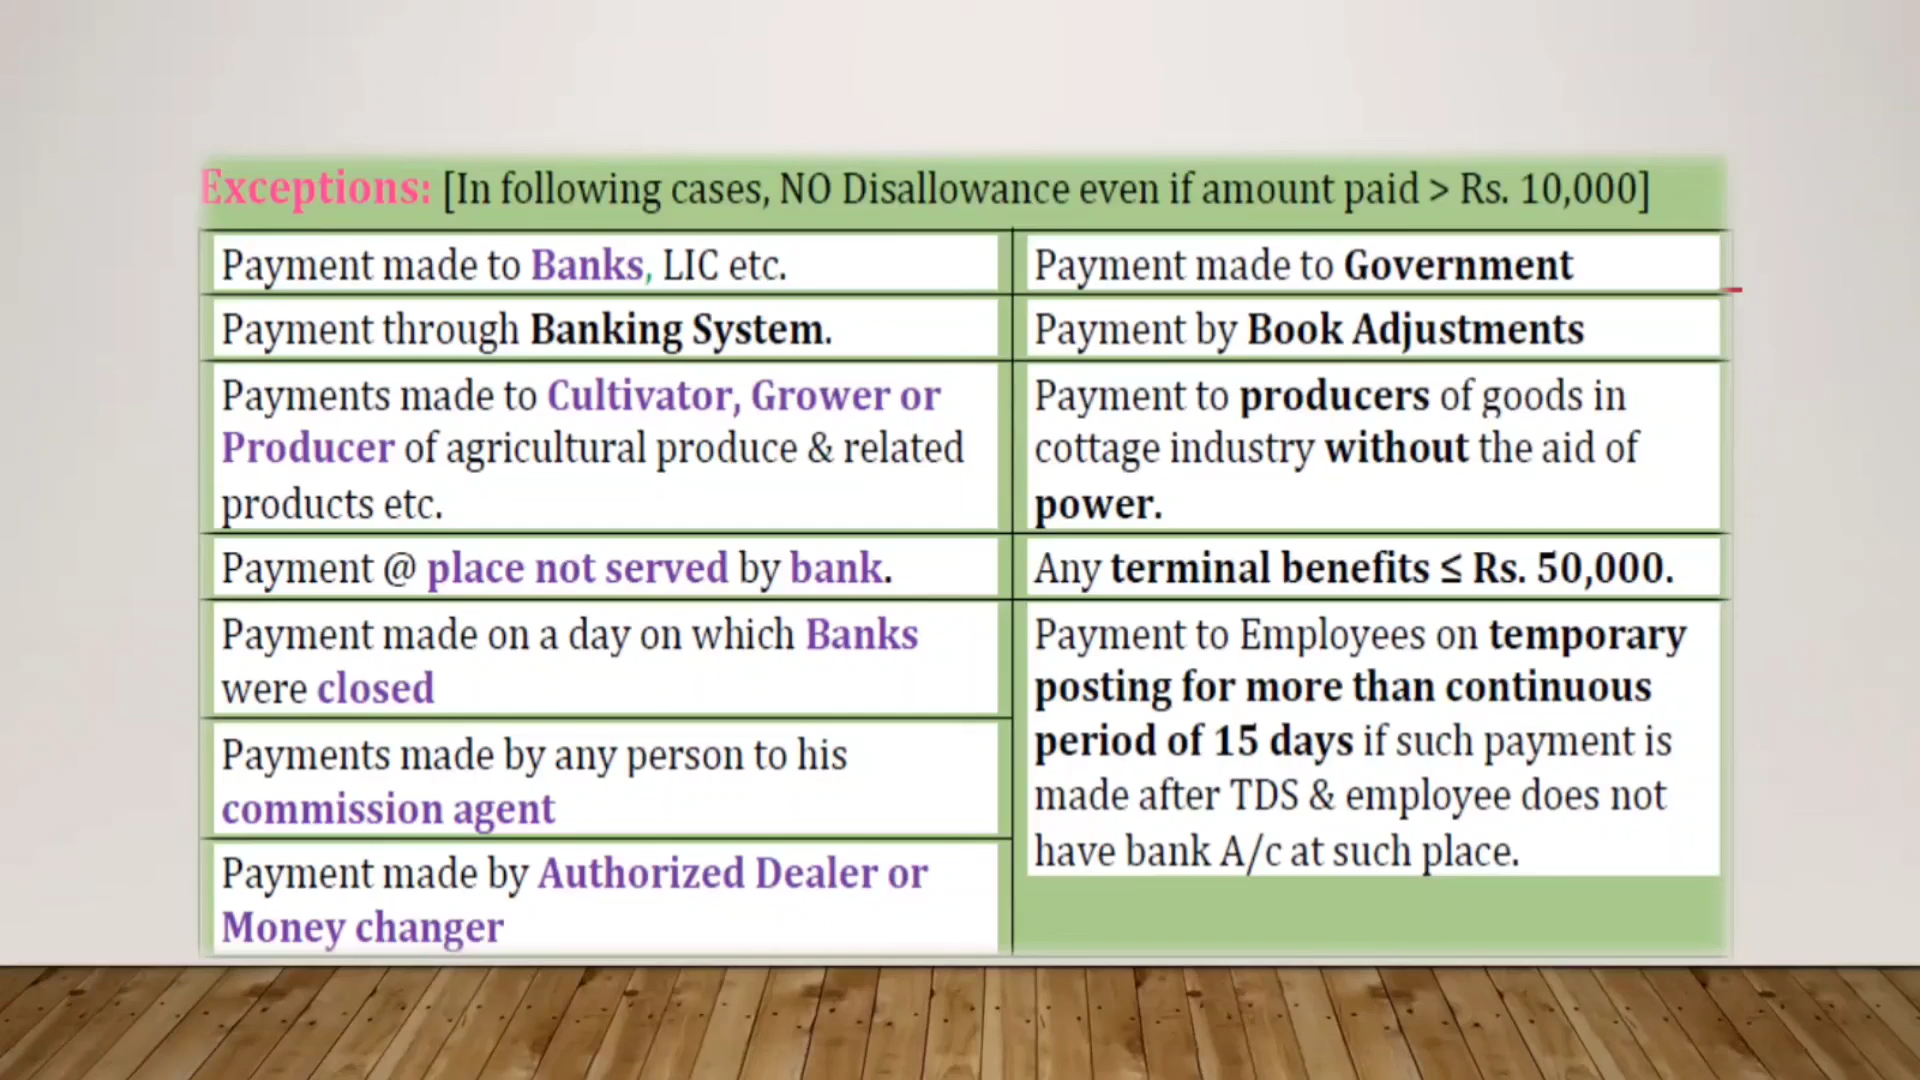 Exceptions: [In following cases, NO Disallowance even if amount paid > Rs. 10,000]
Payment made to Banks, LIC etc.
Payment made to Government
Payment through Banking System.
Payment by Book Adjustments
Payments made to Cultivator, Grower or
Producer of agricultural produce & related
products etc.
Payment to producers of goods in
cottage industry without the aid of
power.
Payment @ place not served by bank.
Any terminal benefits ≤ Rs. 50,000.
Payment made on a day on which Banks
were closed
Payments made by any person to his
commission agent
Payment made by Authorized Dealer or
Money changer
Payment to Employees on temporary
posting for more than continuous
period of 15 days if such payment is
made after TDS & employee does not
have bank A/c at such place.